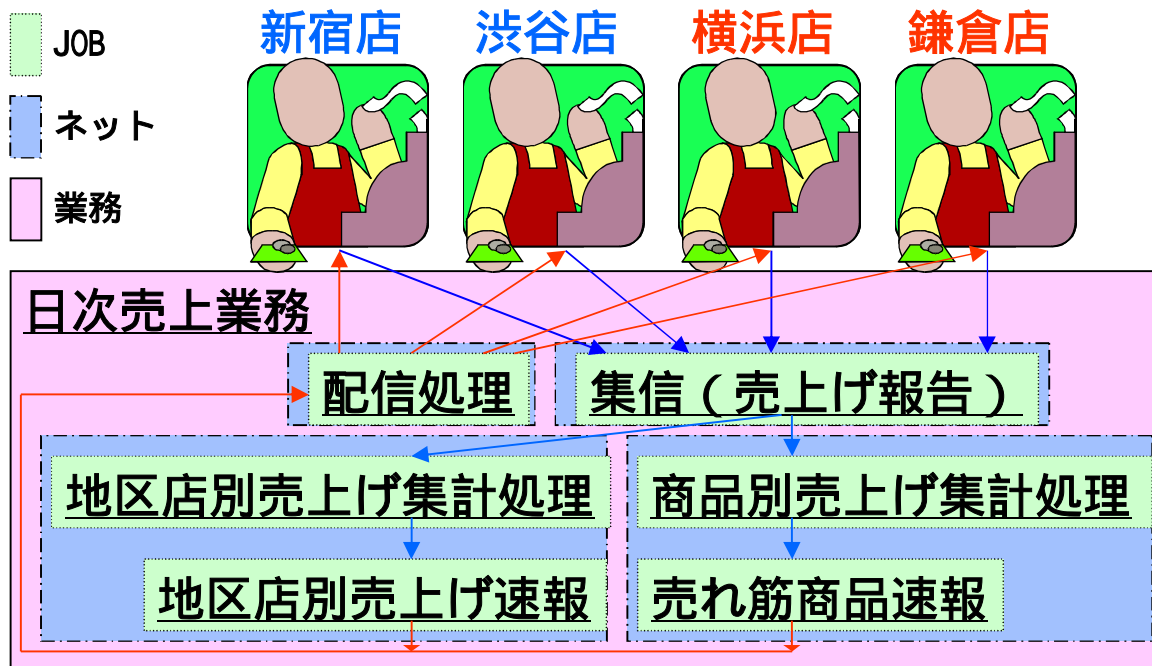 JOB
ネット
業務
新宿店
渋谷店
横浜店
鎌倉店
日次売上業務
配信処理
集信（売上げ報告）
地区店別売上げ集計処理
商品別売上げ集計処理
地区店別売上げ速報
売れ筋商品速報